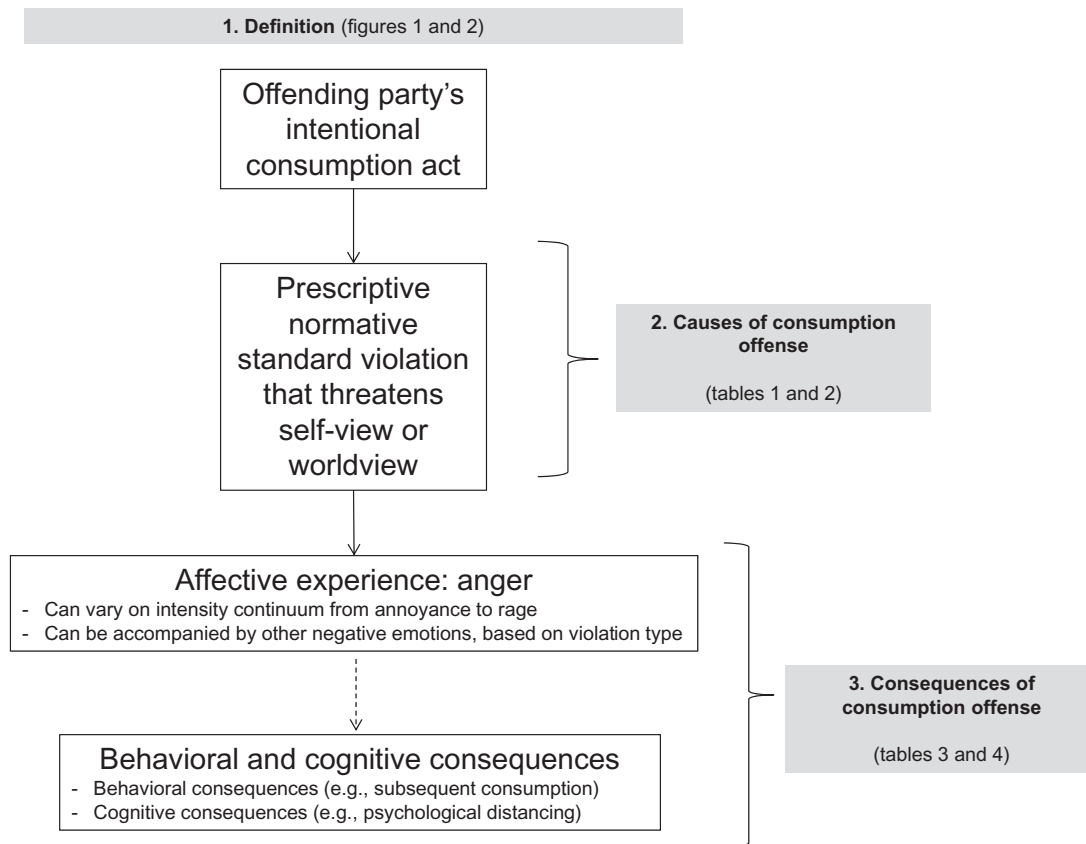 1. Definition (figures 1 and 2)
Offending party’s
intentional
consumption act
Prescriptive
normative
standard violation
that threatens
self-view or
worldview
2. Causes of consumption
offense
(tables 1 and 2)
Affective experience: anger
- Can vary on intensity continuum from annoyance to rage
- Can be accompanied by other negative emotions, based on violation type
3. Consequences of
consumption offense
(tables 3 and 4)
Behavioral and cognitive consequences
- Behavioral consequences (e.g., subsequent consumption)
- Cognitive consequences (e.g., psychological distancing)